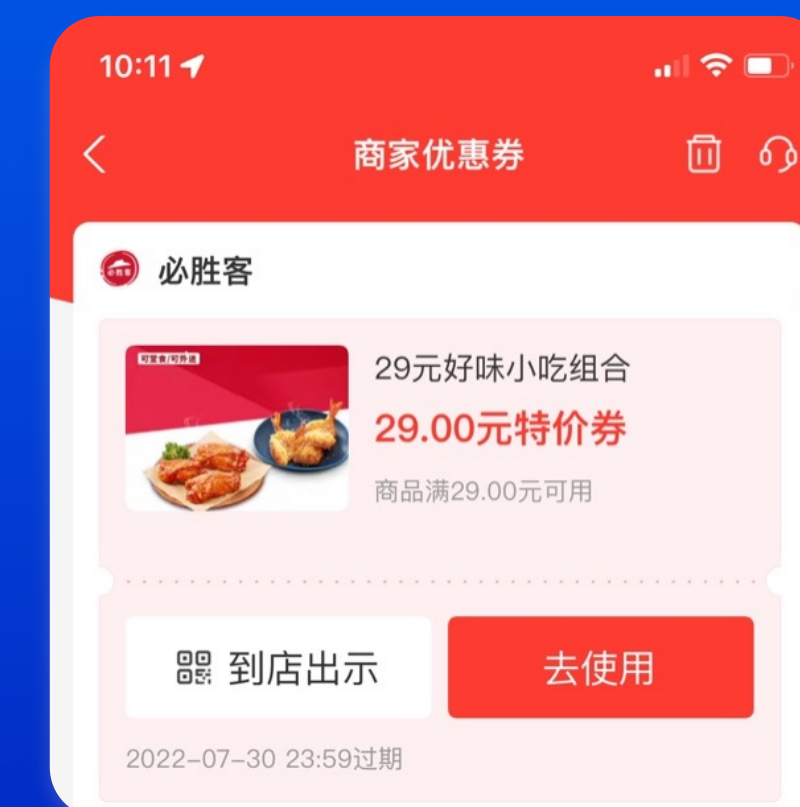 10:11
商家优惠券
必胜客
必胜客
可堂食/可外送
29元好味小吃组合
29.00元特价券
商品满29.00元可用
到店出示
去使用
2022-07-30 23:59过期